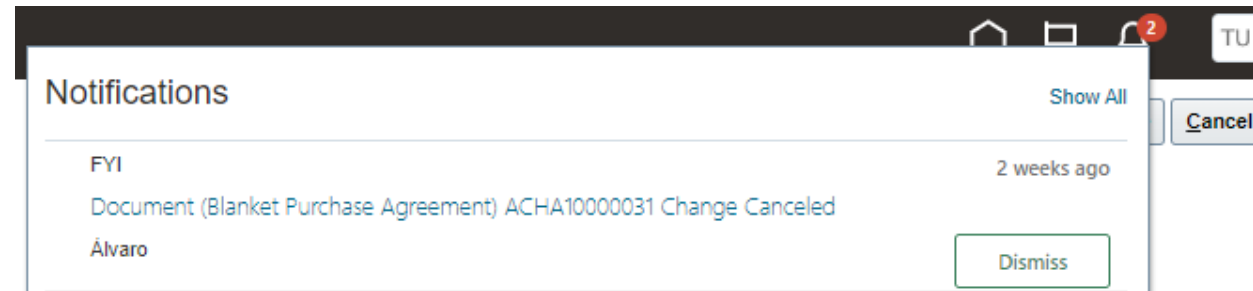 2
TU
Notifications
Show All
Cancel
FYI
2 weeks ago
Document (Blanket Purchase Agreement) ACHA10000031 Change Canceled
Álvaro
Dismiss